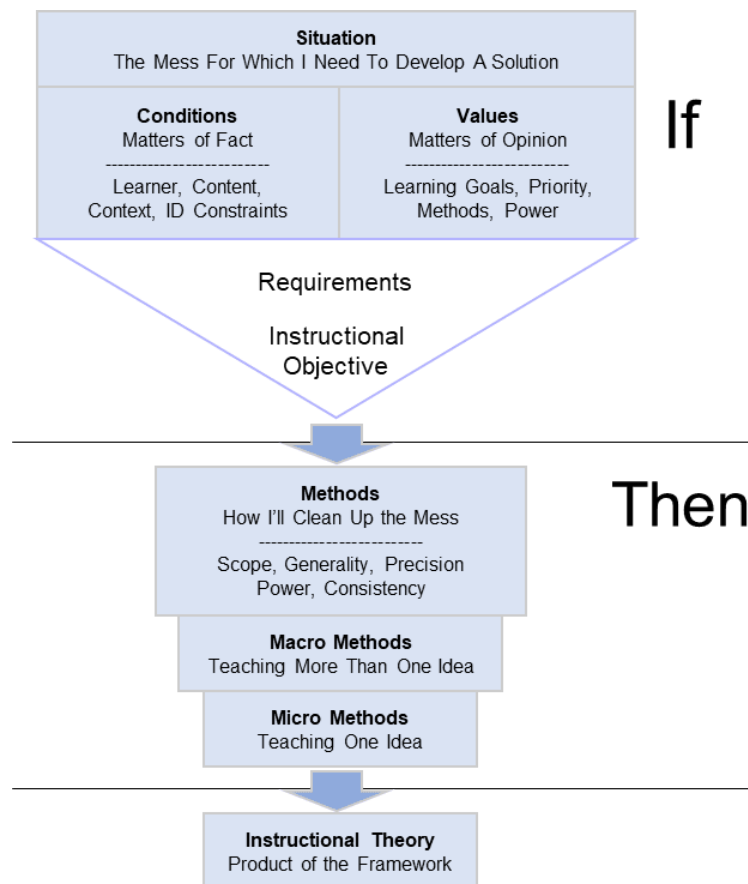 Situation
The Mess For Which I Need To Develop A Solution
If
Conditions
Matters of Fact
---------------------------
Learner, Content,
Context, ID Constraints
Values
Matters of Opinion
---------------------------
Learning Goals, Priority,
Methods, Power
Requirements
Instructional
Objective
Then
Methods
How I'll Clean Up the Mess
---------------------------
Scope, Generality, Precision
Power, Consistency
Macro Methods
Teaching More Than One Idea
Micro Methods
Teaching One Idea
Instructional Theory
Product of the Framework